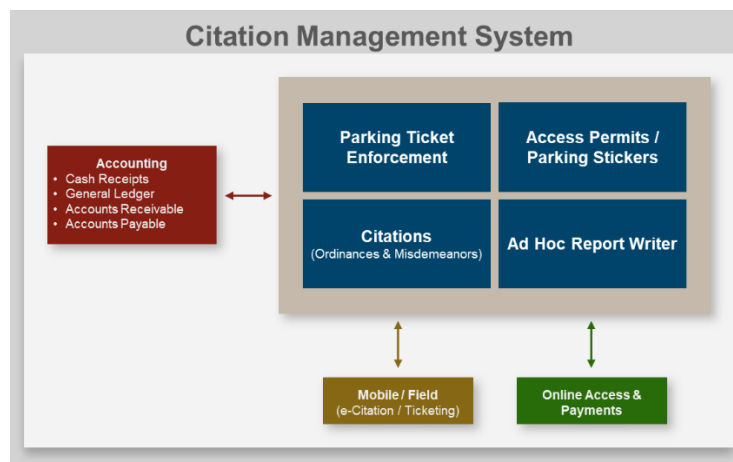 Citation Management System
Accounting
• Cash Receipts
• General Ledger
• Accounts Receivable
• Accounts Payable
Parking Ticket
Enforcement
Access Permits /
Parking Stickers
Citations
(Ordinances & Misdemeanors)
Ad Hoc Report Writer
Mobile / Field
(e-Citation / Ticketing)
Online Access &
Payments